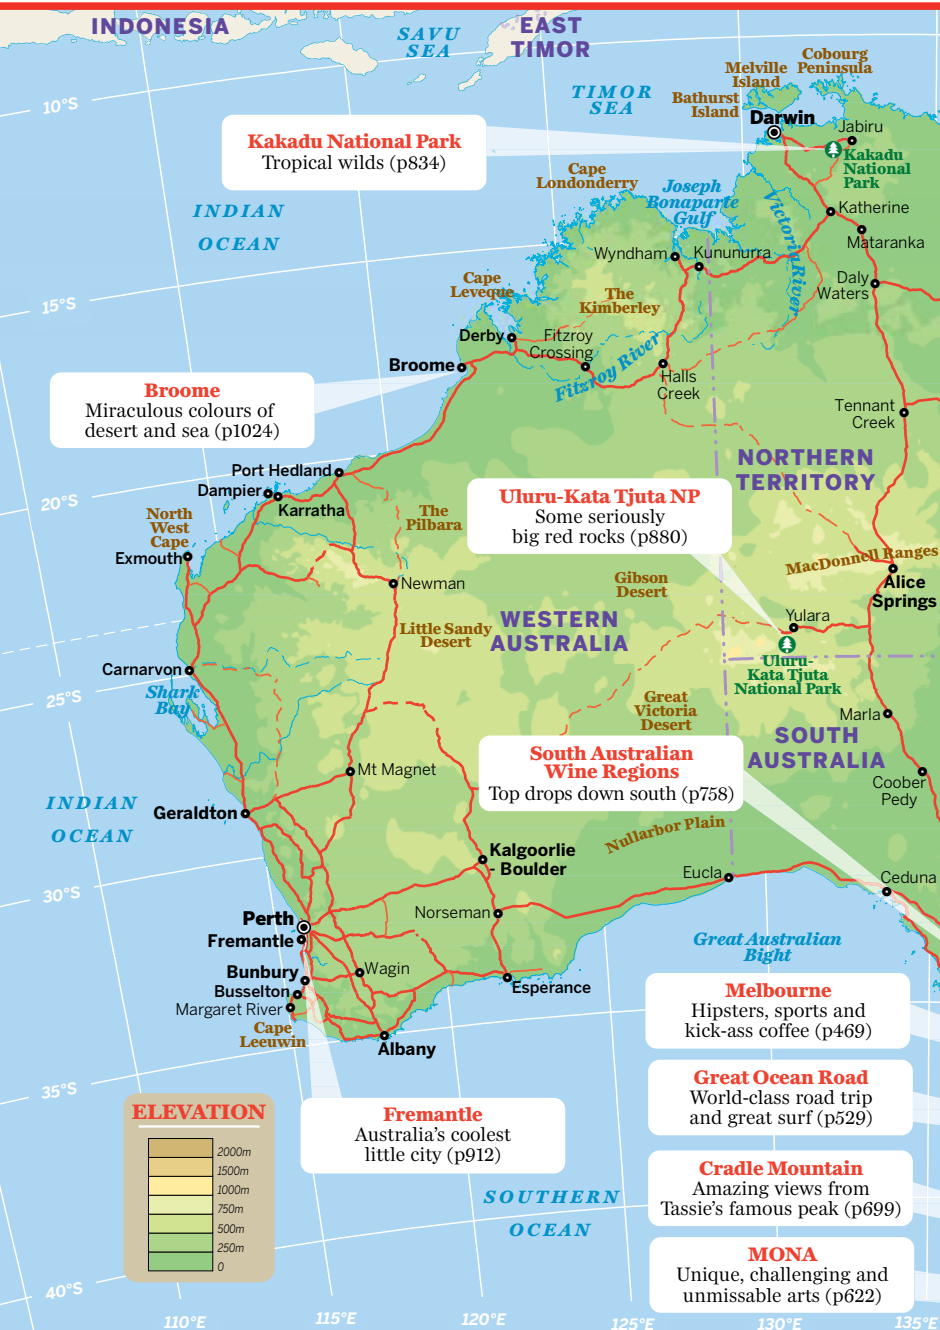 INDONESIA
SAVU
SEA
EAST
TIMOR
10°S
TIMOR
SEA
Melville
Island
Cobourg
Peninsula
Bathurst
Island
Darwin
Jabiru
Kakadu National Park
Tropical wilds (p834)
Kakadu
National
Park
Cape
Londonderry
Joseph
Bonaparte
Gulf
Victoria River
Katherine
INDIAN
OCEAN
Mataranka
Wyndham
Kununurra
Daly
Waters
Cape
Leveque
The
Kimberley
15°S
Derby
Fitzroy
Crossing
Fitzroy River
Broome
Halls
Creek
Broome
Miraculous colours of
desert and sea (p1024)
Tennant
Creek
NORTHERN
TERRITORY
Port Hedland
Dampier
Karratha
20°S
Uluru-Kata Tjuta NP
Some seriously
big red rocks (p880)
North
West
Cape
The
Pilbara
Exmouth
MacDonnell Ranges
Alice
Springs
Newman
Gibson
Desert
WESTERN
AUSTRALIA
Yulara
Little Sandy
Desert
Uluru-
Kata Tjuta
National Park
Carnarvon
Shark
Bay
25°S
Great
Victoria
Desert
Marla
SOUTH
AUSTRALIA
South Australian
Wine Regions
Top drops down south (p758)
Mt Magnet
Coober
Pedy
INDIAN
OCEAN
Geraldton
Nullarbor Plain
Kalgoorlie
- Boulder
Eucla
Ceduna
30°S
Perth
Norseman
Fremantle
Great Australian
Bight
Bunbury
Wagin
Busselton
Esperance
Margaret River
Cape
Leeuwin
Albany
Melbourne
Hipsters, sports and
kick-ass coffee (p469)
35°S
Great Ocean Road
World-class road trip
and great surf (p529)
ELEVATION
2000m
1500m
1000m
750m
500m
250m
0
Fremantle
Australia's coolest
little city (p912)
Cradle Mountain
Amazing views from
Tassie's famous peak (p699)
SOUTHERN
OCEAN
MONA
Unique, challenging and
unmissable arts (p622)
40°S
110°E
115°E
120°E
125°E
130°E
135°E